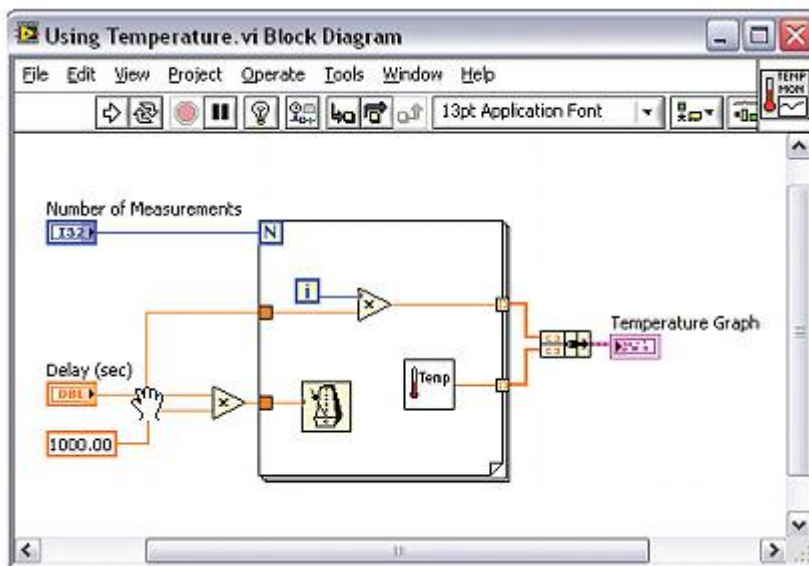 Using Temperature.vi Block Diagram
File Edit View Project Operate Tools Window Help
TEMP
MON
13pt Application Font
Number of Measurements
I32
N
i
x
Temperature Graph
Delay (sec)
DBL
x
Temp
1000.00